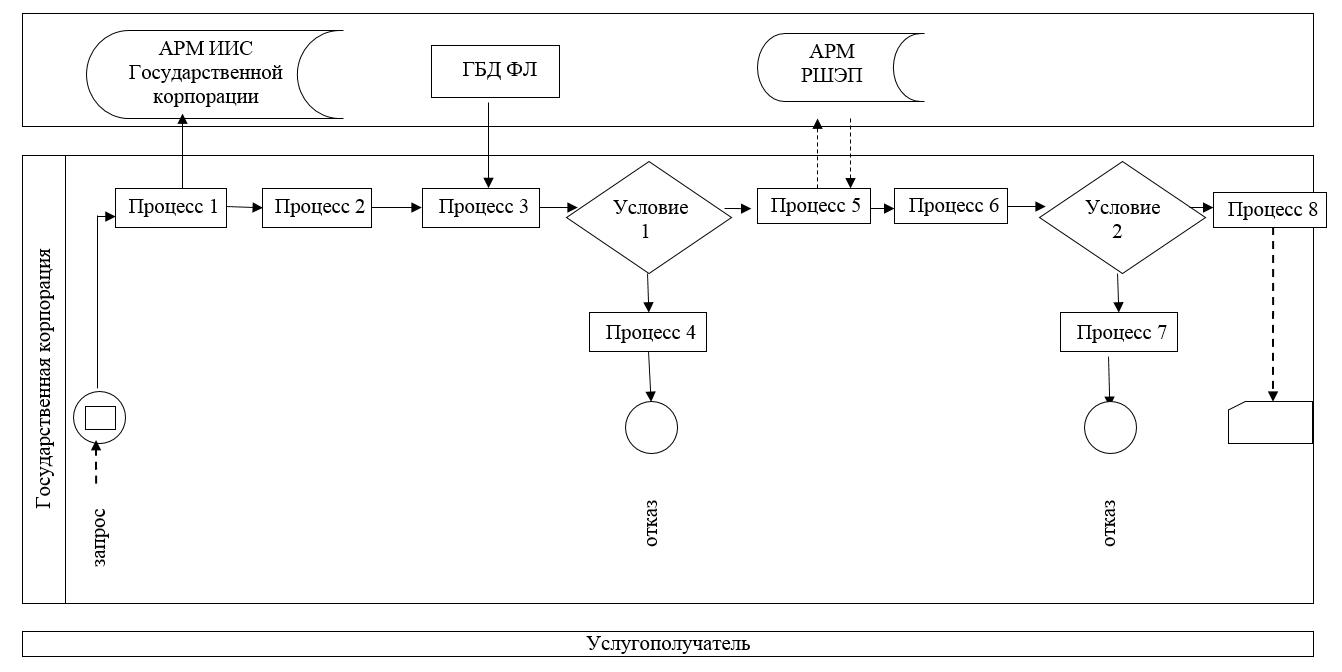 АРМ ИИС
Государственной
корпорации
ГБД ФЛ
АРМ
РШЭП
Государственная корпорация
Процесс 1
Процесс 2
Процесс 3
Условие
1
Процесс 5
Процесс 6
Условие
2
Процесс 8
Процесс 4
Процесс 7
запрос
отказ
отказ
Услугополучатель